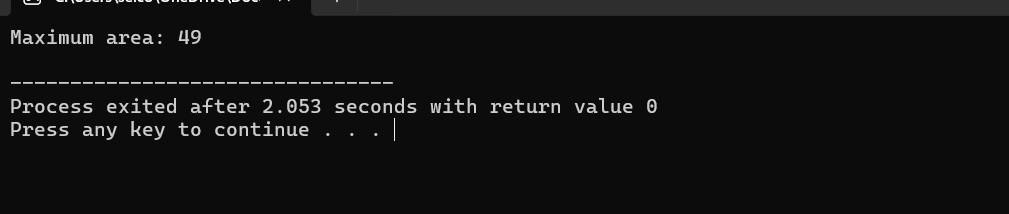 Maximum area: 49
--------------------------------
Process exited after 2.053 seconds with return value 0
Press any key to continue . . .